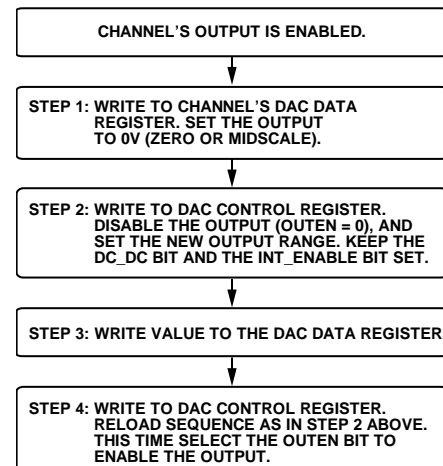 CHANNEL'S OUTPUT IS ENABLED.
STEP 1: WRITE TO CHANNEL'S DAC DATA
REGISTER. SET THE OUTPUT
TO 0V (ZERO OR MIDSCALE).
STEP 2: WRITE TO DAC CONTROL REGISTER.
DISABLE THE OUTPUT (OUTEN = 0), AND
SET THE NEW OUTPUT RANGE. KEEP THE
DC_DC BIT AND THE INT_ENABLE BIT SET.
STEP 3: WRITE VALUE TO THE DAC DATA REGISTER.
STEP 4: WRITE TO DAC CONTROL REGISTER.
RELOAD SEQUENCE AS IN STEP 2 ABOVE.
THIS TIME SELECT THE OUTEN BIT TO
ENABLE THE OUTPUT.